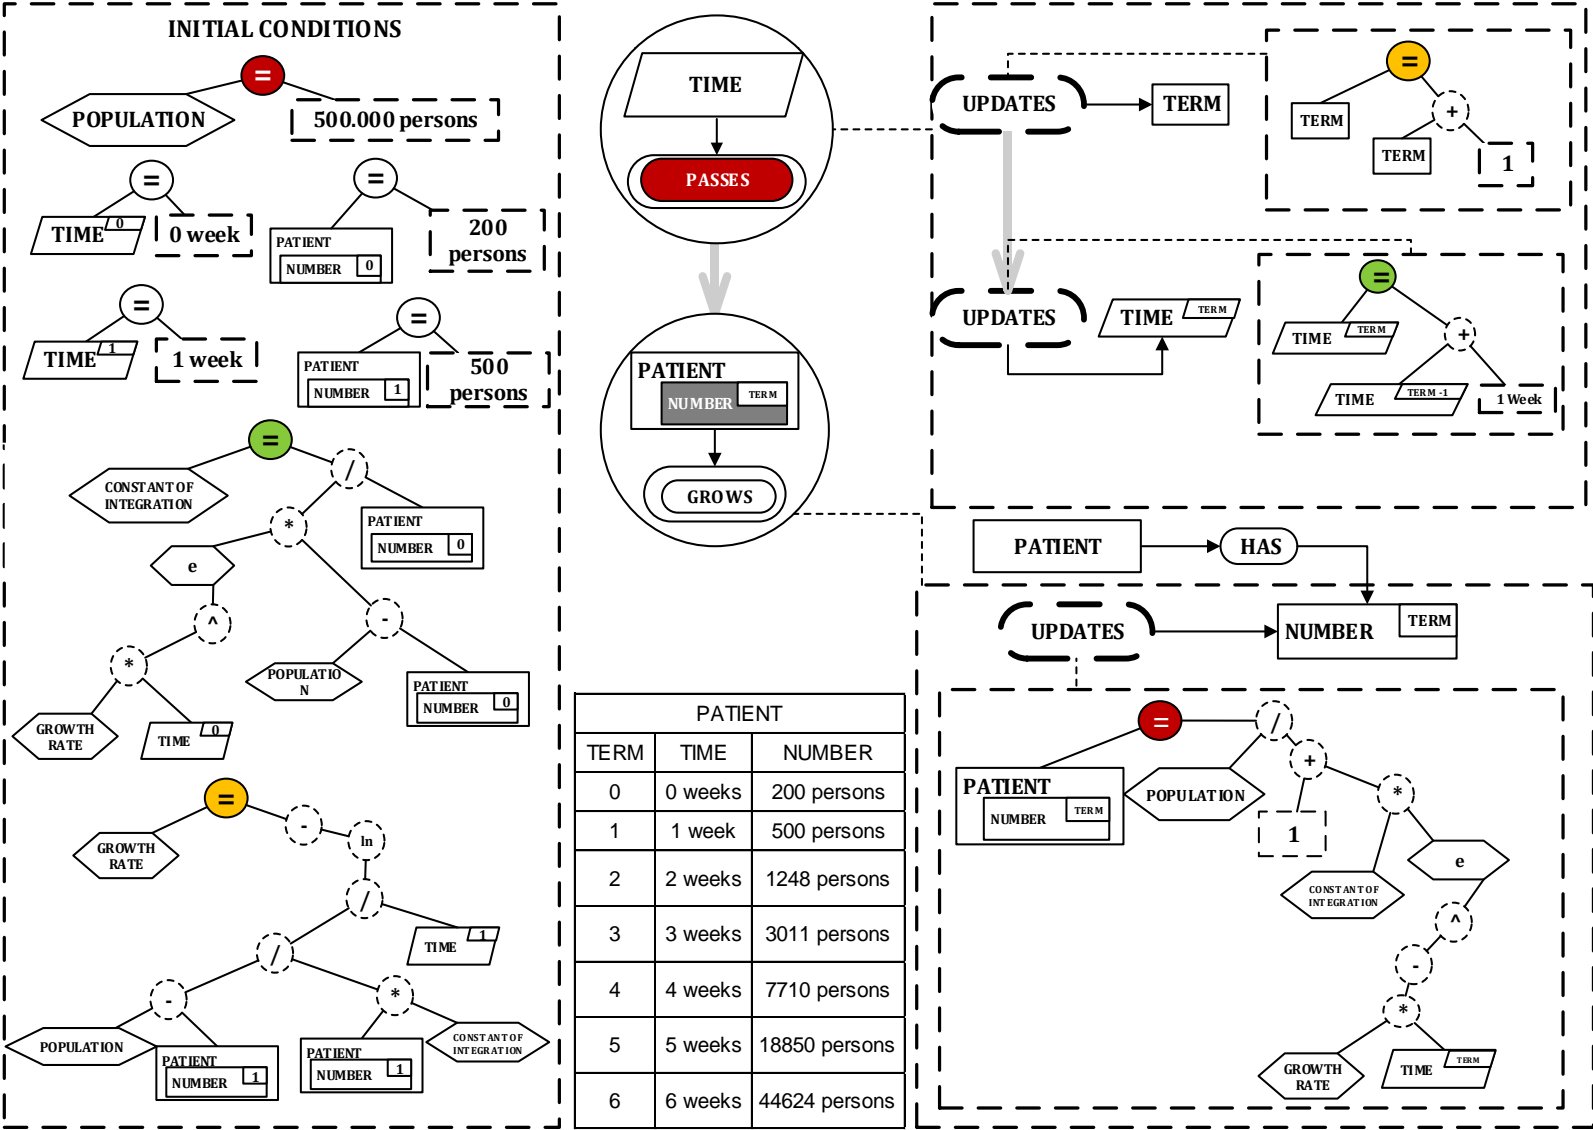 INITIAL CONDITIONS
=
POPULATION
500.000 persons
=
TIME 0
0 week
=
PATIENT
NUMBER 0
200
persons
=
TIME 1
1 week
=
PATIENT
NUMBER 1
500
persons
=
CONSTANT OF
INTEGRATION
/
*
PATIENT
NUMBER 0
e
^
*
GROWTH
RATE
TIME 0
-
POPULATIO
N
PATIENT
NUMBER 0
=
GROWTH
RATE
-
ln
/
TIME 1
/
-
POPULATION
PATIENT
NUMBER 1
*
PATIENT
NUMBER 1
CONSTANT OF
INTEGRATION
TIME
PASSES
PATIENT
NUMBER TERM
GROWS
PATIENT
TERM TIME NUMBER
0 0 weeks 200 persons
1 1 week 500 persons
2 2 weeks 1248 persons
3 3 weeks 3011 persons
4 4 weeks 7710 persons
5 5 weeks 18850 persons
6 6 weeks 44624 persons
UPDATES
TERM
=
TERM
+
TERM
1
UPDATES
TIME TERM
=
TIME TERM
+
TIME TERM -1
1 Week
PATIENT
HAS
UPDATES
NUMBER TERM
=
PATIENT
NUMBER TERM
/
POPULATION
+
1
*
CONSTANT OF
INTEGRATION
e
^
-
*
GROWTH
RATE
TIME TERM